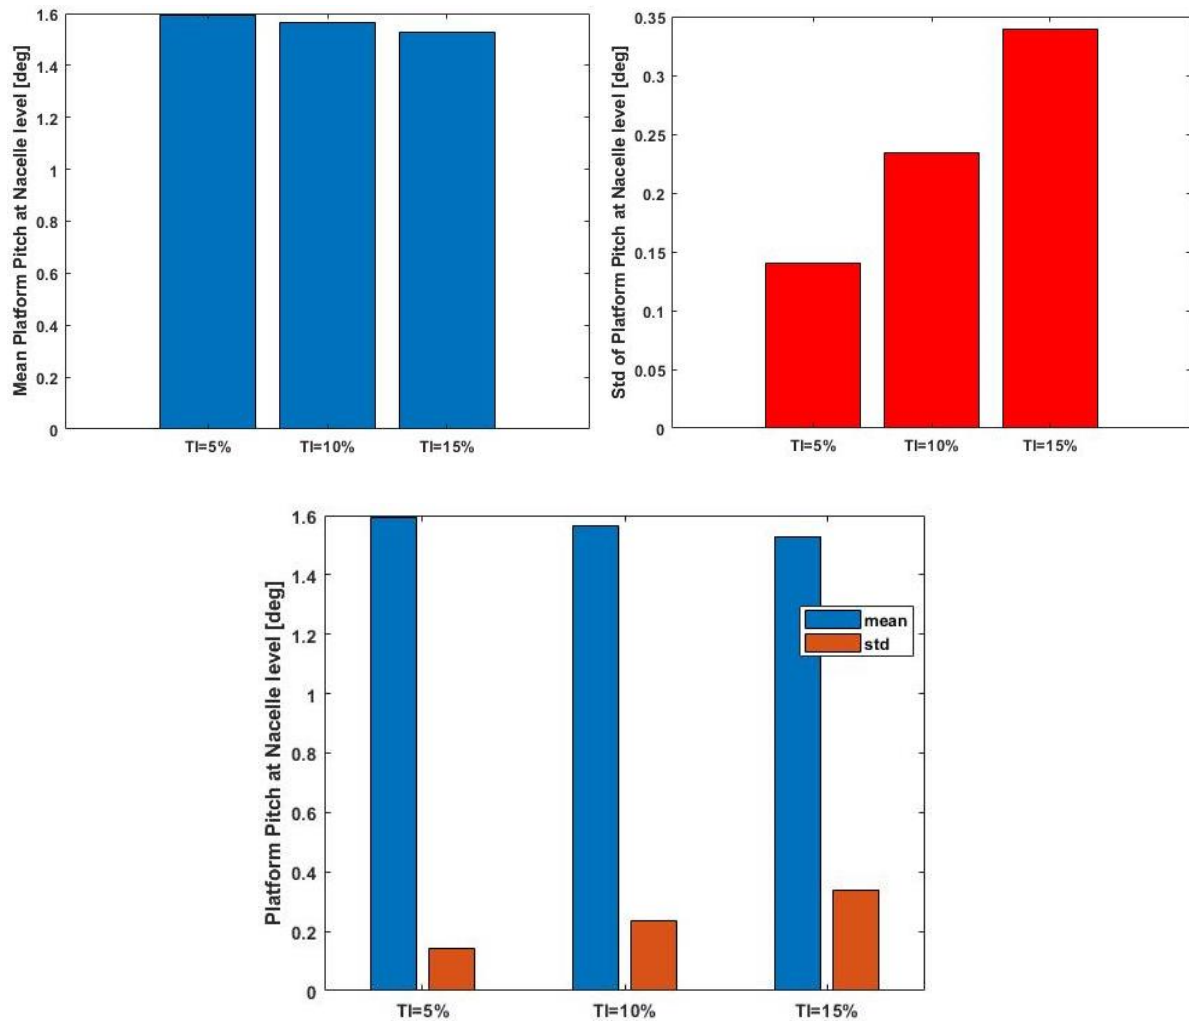 Mean Platform Pitch at Nacelle level [deg]
1.6
1.4
1.2
1
0.8
0.6
0.4
0.2
0
TI=5%
TI=10%
TI=15%
Std of Platform Pitch at Nacelle level [deg]
0.35
0.3
0.25
0.2
0.15
0.1
0.05
0
TI=5%
TI=10%
TI=15%
Platform Pitch at Nacelle level [deg]
1.6
1.4
1.2
1
0.8
0.6
0.4
0.2
0
TI=5%
TI=10%
TI=15%
mean
std